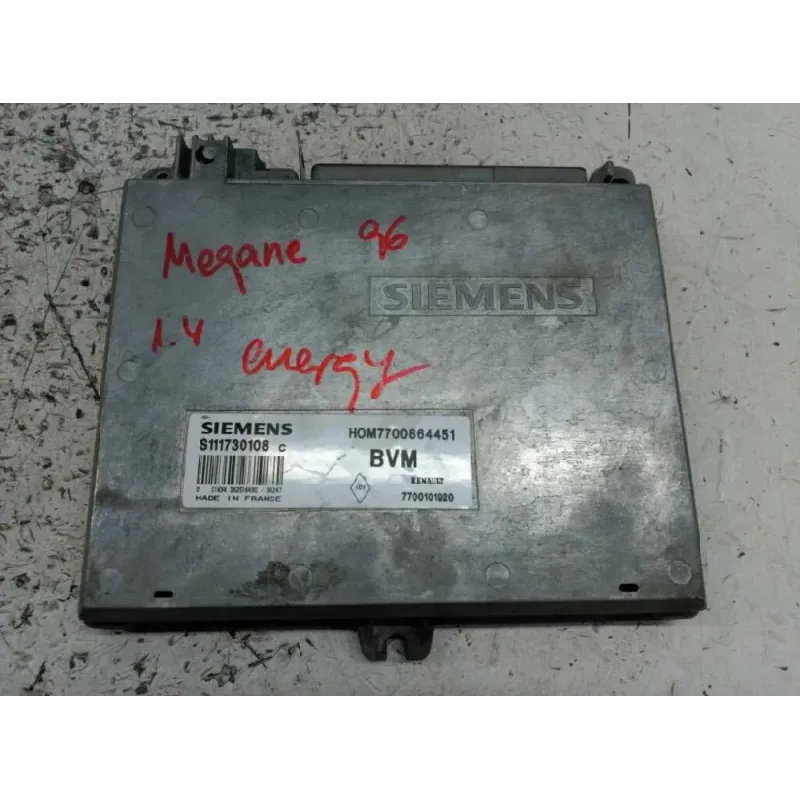 Megane 96
SIEMENS
1.4 energy
SIEMENS HOM7700864451
S111730108 C
BVM
RENAULT
7700101920
MADE IN FRANCE